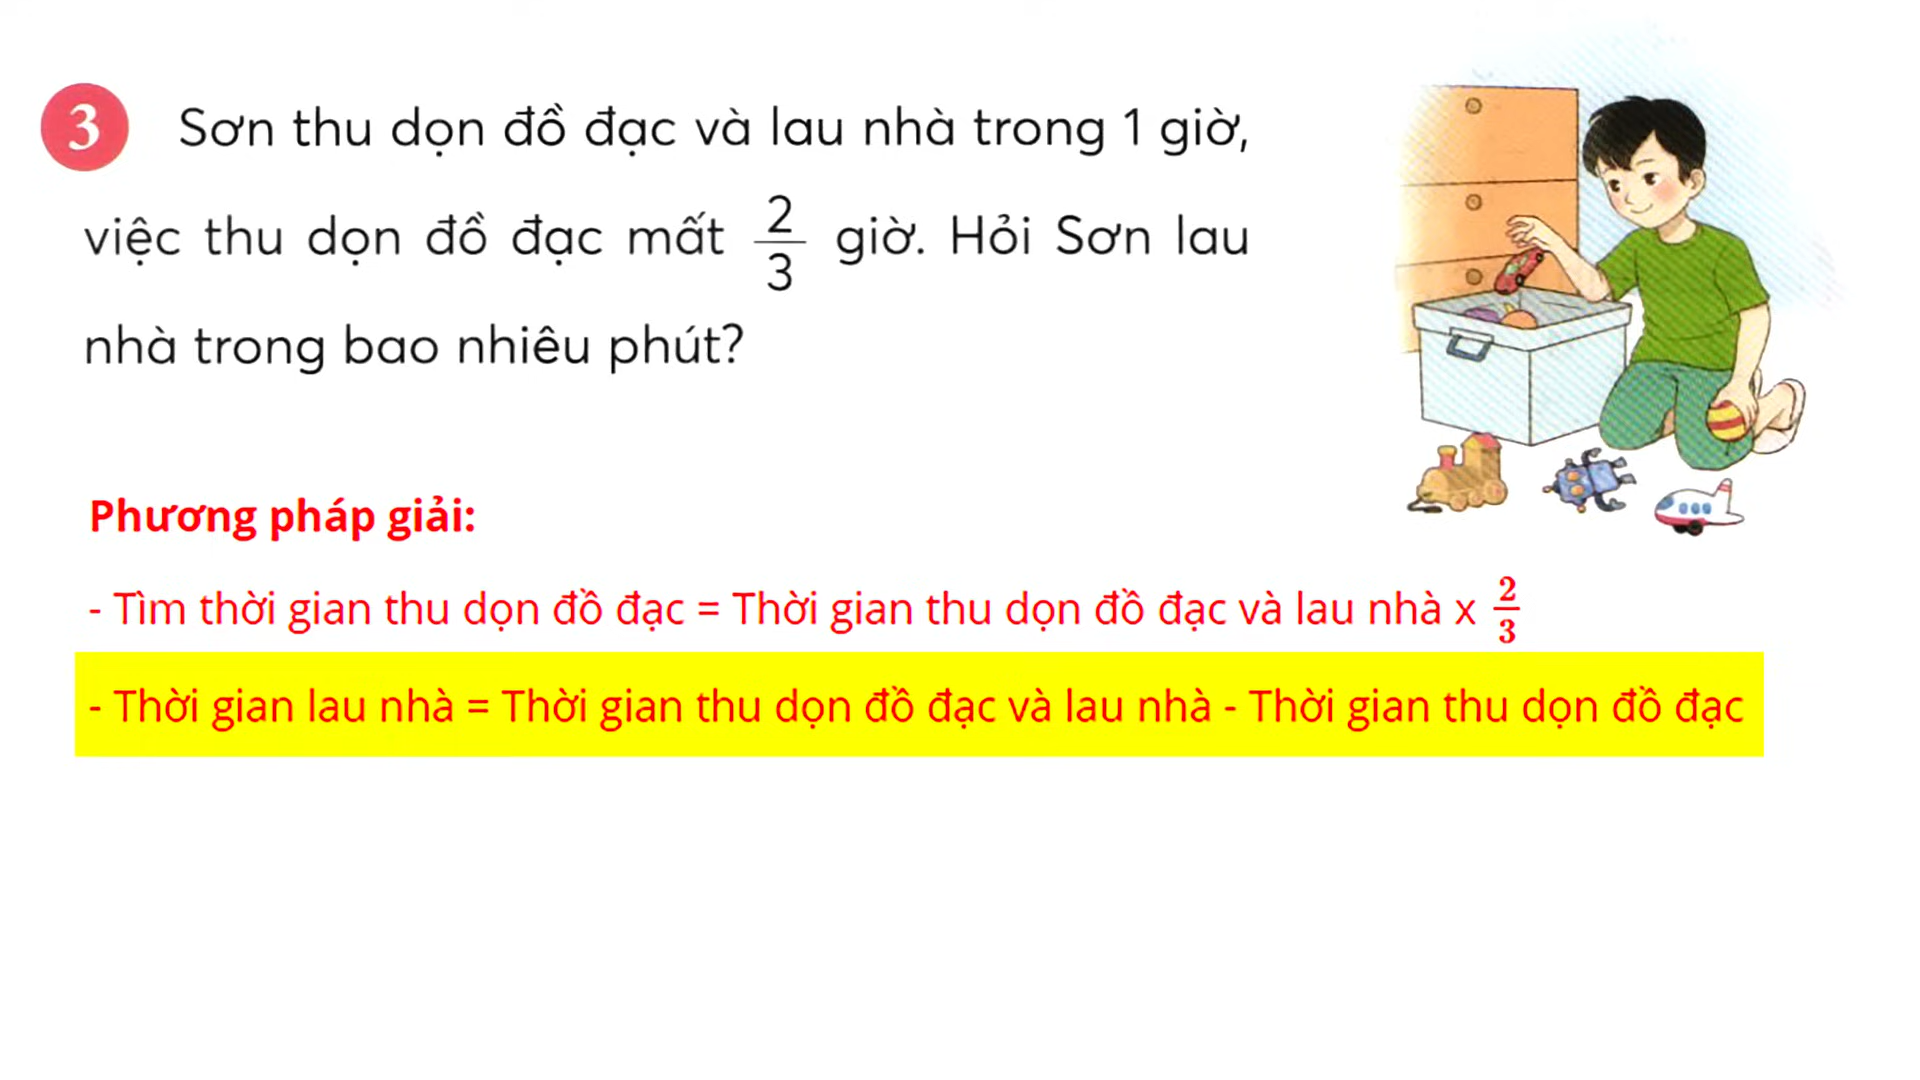 3 Sơn thu dọn đồ đạc và lau nhà trong 1 giờ,
việc thu dọn đồ đạc mất 2/3 giờ. Hỏi Sơn lau
nhà trong bao nhiêu phút?
Phương pháp giải:
- Tìm thời gian thu dọn đồ đạc = Thời gian thu dọn đồ đạc và lau nhà x 2/3
- Thời gian lau nhà = Thời gian thu dọn đồ đạc và lau nhà - Thời gian thu dọn đồ đạc